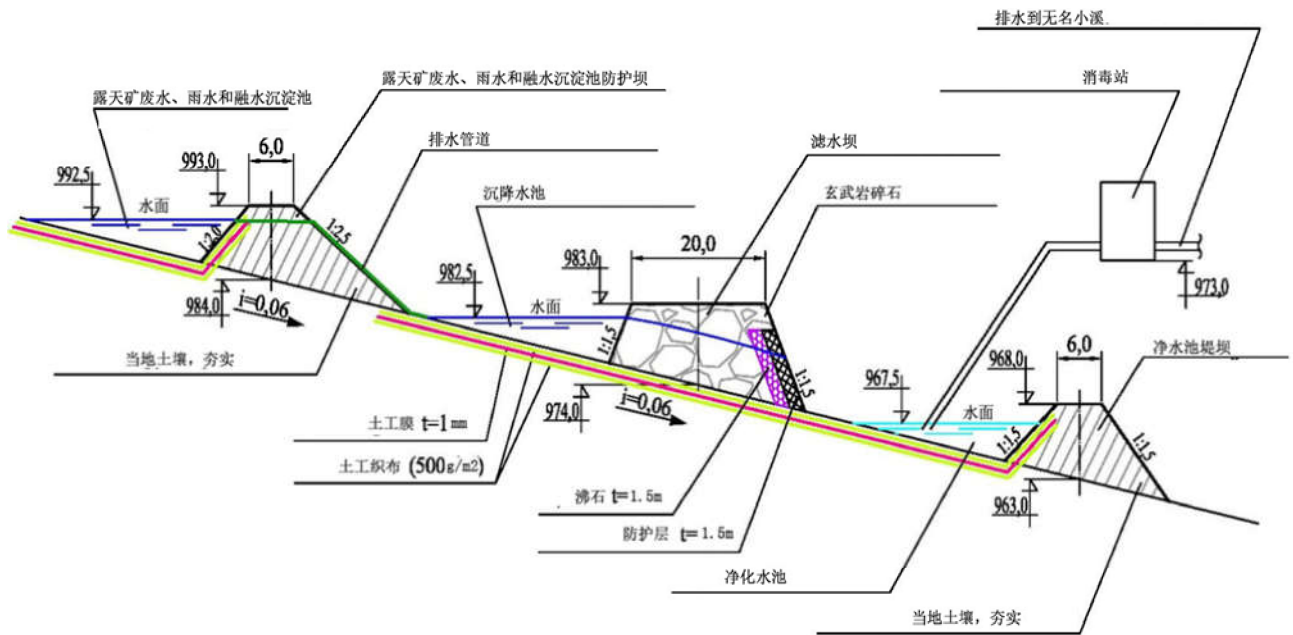 排水到无名小溪
消毒站
露天矿废水、雨水和融水沉淀池防护坝
露天矿废水、雨水和融水沉淀池
排水管道
滤水坝
6,0
993,0
992,5
水面
沉降水池
玄武岩碎石
1:2,0
1:2,5
20,0
983,0
982,5
水面
973,0
984,0
i=0,06
1:1,5
1:1,5
968,0
6,0
净水池堤坝
当地土壤，夯实
974,0
i=0,06
967,5
水面
土工膜 t=1mm
1:1,5
1:1,5
土工织布 (500g/m2)
沸石 t=1.5m
963,0
防护层 t=1.5m
净化水池
当地土壤，夯实